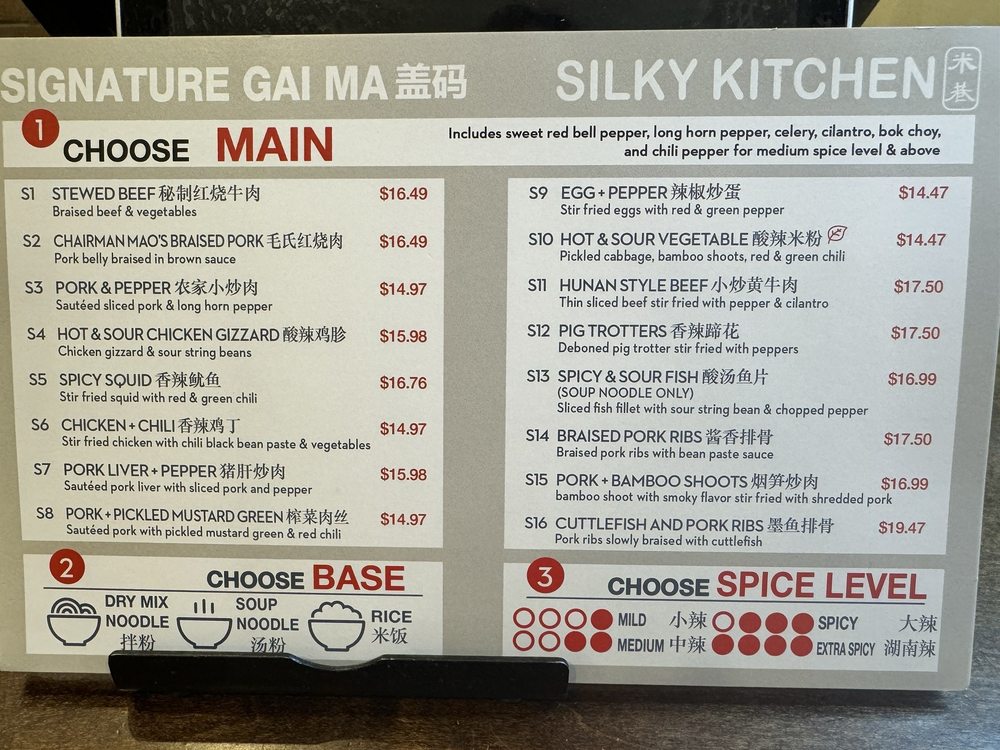 SIGNATURE GAI MA 盖码
SILKY KITCHEN 米巷
1 CHOOSE MAIN
Includes sweet red bell pepper, long horn pepper, celery, cilantro, bok choy,
and chili pepper for medium spice level & above
S1 STEWED BEEF 秘制红烧牛肉 $16.49
Braised beef & vegetables
S2 CHAIRMAN MAO'S BRAISED PORK 毛氏红烧肉 $16.49
Pork belly braised in brown sauce
S3 PORK & PEPPER 农家小炒肉 $14.97
Sautéed sliced pork & long horn pepper
S4 HOT & SOUR CHICKEN GIZZARD 酸辣鸡胗 $15.98
Chicken gizzard & sour string beans
S5 SPICY SQUID 香辣鱿鱼 $16.76
Stir fried squid with red & green chili
S6 CHICKEN + CHILI 香辣鸡丁 $14.97
Stir fried chicken with chili black bean paste & vegetables
S7 PORK LIVER + PEPPER 猪肝炒肉 $15.98
Sautéed pork liver with sliced pork and pepper
S8 PORK + PICKLED MUSTARD GREEN 榨菜肉丝 $14.97
Sautéed pork with pickled mustard green & red chili
S9 EGG + PEPPER 辣椒炒蛋 $14.47
Stir fried eggs with red & green pepper
S10 HOT & SOUR VEGETABLE 酸辣米粉 $14.47
Pickled cabbage, bamboo shoots, red & green chili
S11 HUNAN STYLE BEEF 小炒黄牛肉 $17.50
Thin sliced beef stir fried with pepper & cilantro
S12 PIG TROTTERS 香辣蹄花 $17.50
Deboned pig trotter stir fried with peppers
S13 SPICY & SOUR FISH 酸汤鱼片 $16.99
(SOUP NOODLE ONLY)
Sliced fish fillet with sour string bean & chopped pepper
S14 BRAISED PORK RIBS 酱香排骨 $17.50
Braised pork ribs with bean paste sauce
S15 PORK + BAMBOO SHOOTS 烟笋炒肉 $16.99
bamboo shoot with smoky flavor stir fried with shredded pork
S16 CUTTLEFISH AND PORK RIBS 墨鱼排骨 $19.47
Pork ribs slowly braised with cuttlefish
2 CHOOSE BASE
DRY MIX
NOODLE
拌粉
SOUP
NOODLE
汤粉
RICE
米饭
3 CHOOSE SPICE LEVEL
MILD 小辣
SPICY 大辣
MEDIUM 中辣
EXTRA SPICY 湖南辣